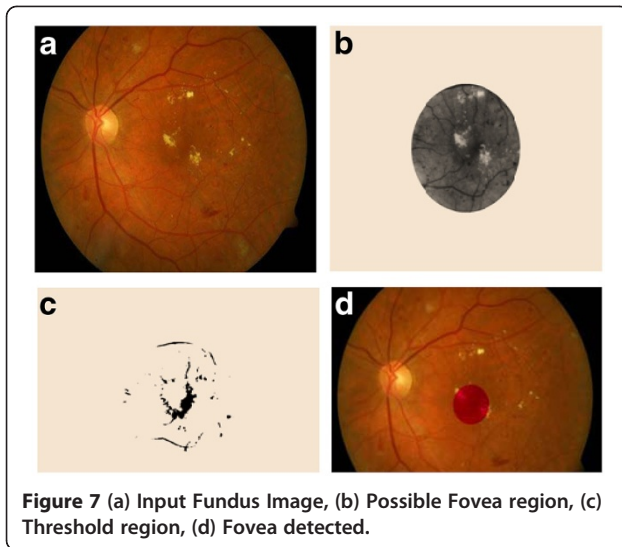 a
b
c
d
Figure 7 (a) Input Fundus Image, (b) Possible Fovea region, (c)
Threshold region, (d) Fovea detected.